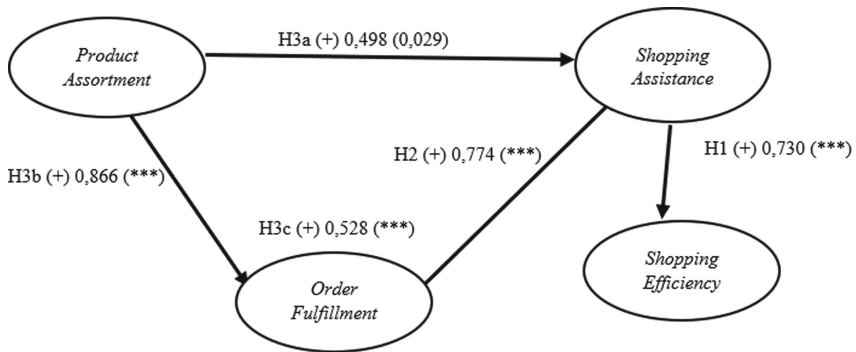 H3a (+) 0,498 (0,029)
Product
Assortment
Shopping
Assistance
H2 (+) 0,774 (***)
H1 (+) 0,730 (***)
H3b (+) 0,866 (***)
H3c (+) 0,528 (***)
Shopping
Efficiency
Order
Fulfillment